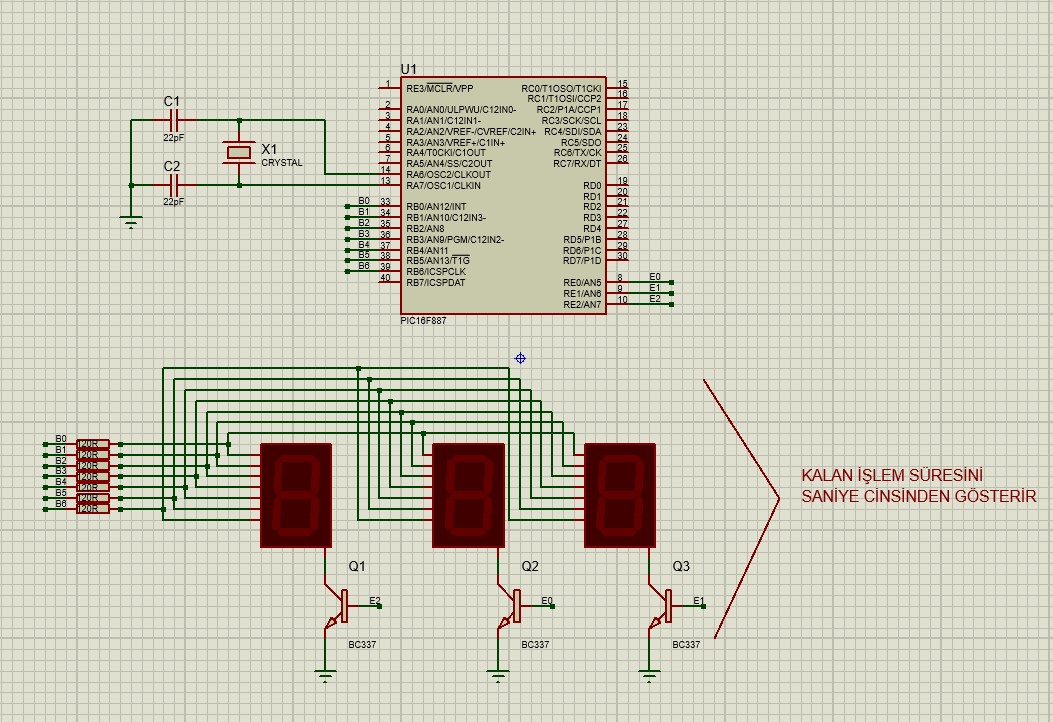 U1
1 RE3/MCLR/VPP
2 RA0/AN0/ULPWU/C12IN0-
3 RA1/AN1/C12IN1-
4 RA2/AN2/VREF-/CVREF/C2IN+
5 RA3/AN3/VREF+/C1IN+
6 RA4/T0CKI/C1OUT
7 RA5/AN4/SS/C2OUT
14 RA6/OSC2/CLKOUT
13 RA7/OSC1/CLKIN
B0 33 RB0/AN12/INT
B1 34 RB1/AN10/C12IN3-
B2 35 RB2/AN8
B3 36 RB3/AN9/PGM/C12IN2-
B4 37 RB4/AN11
B5 38 RB5/AN13/T1G
B6 39 RB6/ICSPCLK
40 RB7/ICSPDAT
RC0/T1OSO/T1CKI 15
RC1/T1OSI/CCP2 16
RC2/P1A/CCP1 17
RC3/SCK/SCL 18
RC4/SDI/SDA 23
RC5/SDO 24
RC6/TX/CK 25
RC7/RX/DT 26
RD0 19
RD1 20
RD2 21
RD3 22
RD4 27
RD5/P1B 28
RD6/P1C 29
RD7/P1D 30
RE0/AN5 8 E0
RE1/AN6 9 E1
RE2/AN7 10 E2
PIC16F887
C1
22pF
X1
CRYSTAL
C2
22pF
B0 120R
B1 120R
B2 120R
B3 120R
B4 120R
B5 120R
B6 120R
KALAN İŞLEM SÜRESİNİ
SANİYE CİNSİNDEN GÖSTERİR
Q1
E2
BC337
Q2
E0
BC337
Q3
E1
BC337